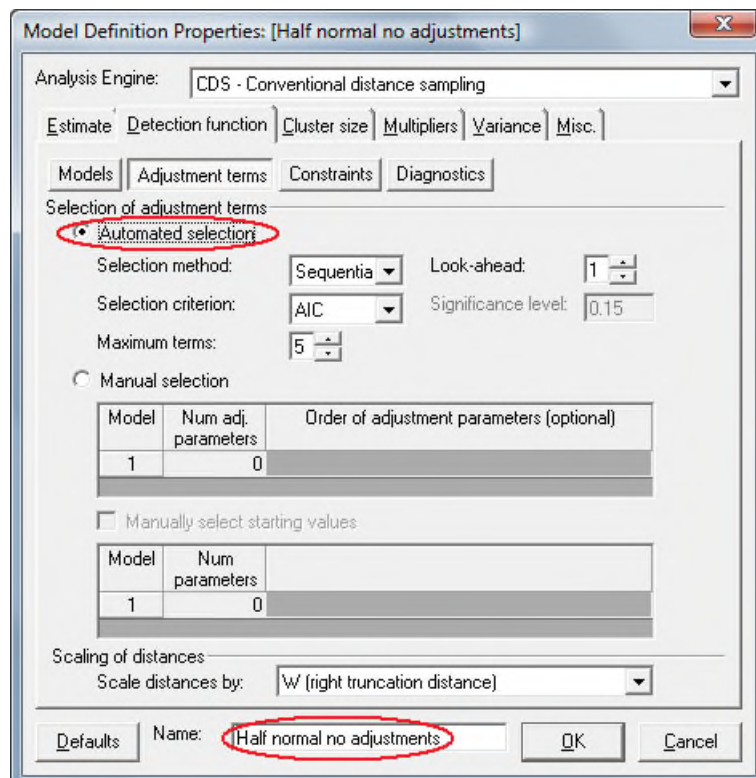 Model Definition Properties: [Half normal no adjustments]
Analysis Engine: CDS - Conventional distance sampling
Estimate Detection function Cluster size Multipliers Variance Misc.
Models Adjustment terms Constraints Diagnostics
Selection of adjustment terms
Automated selection
Selection method: Sequentia Look-ahead: 1
Selection criterion: AIC Significance level: 0.15
Maximum terms: 5
Manual selection
Model Num adj. parameters Order of adjustment parameters (optional)
1 0
Manually select starting values
Model Num parameters
1 0
Scaling of distances
Scale distances by: W (right truncation distance)
Defaults Name: Half normal no adjustments OK Cancel